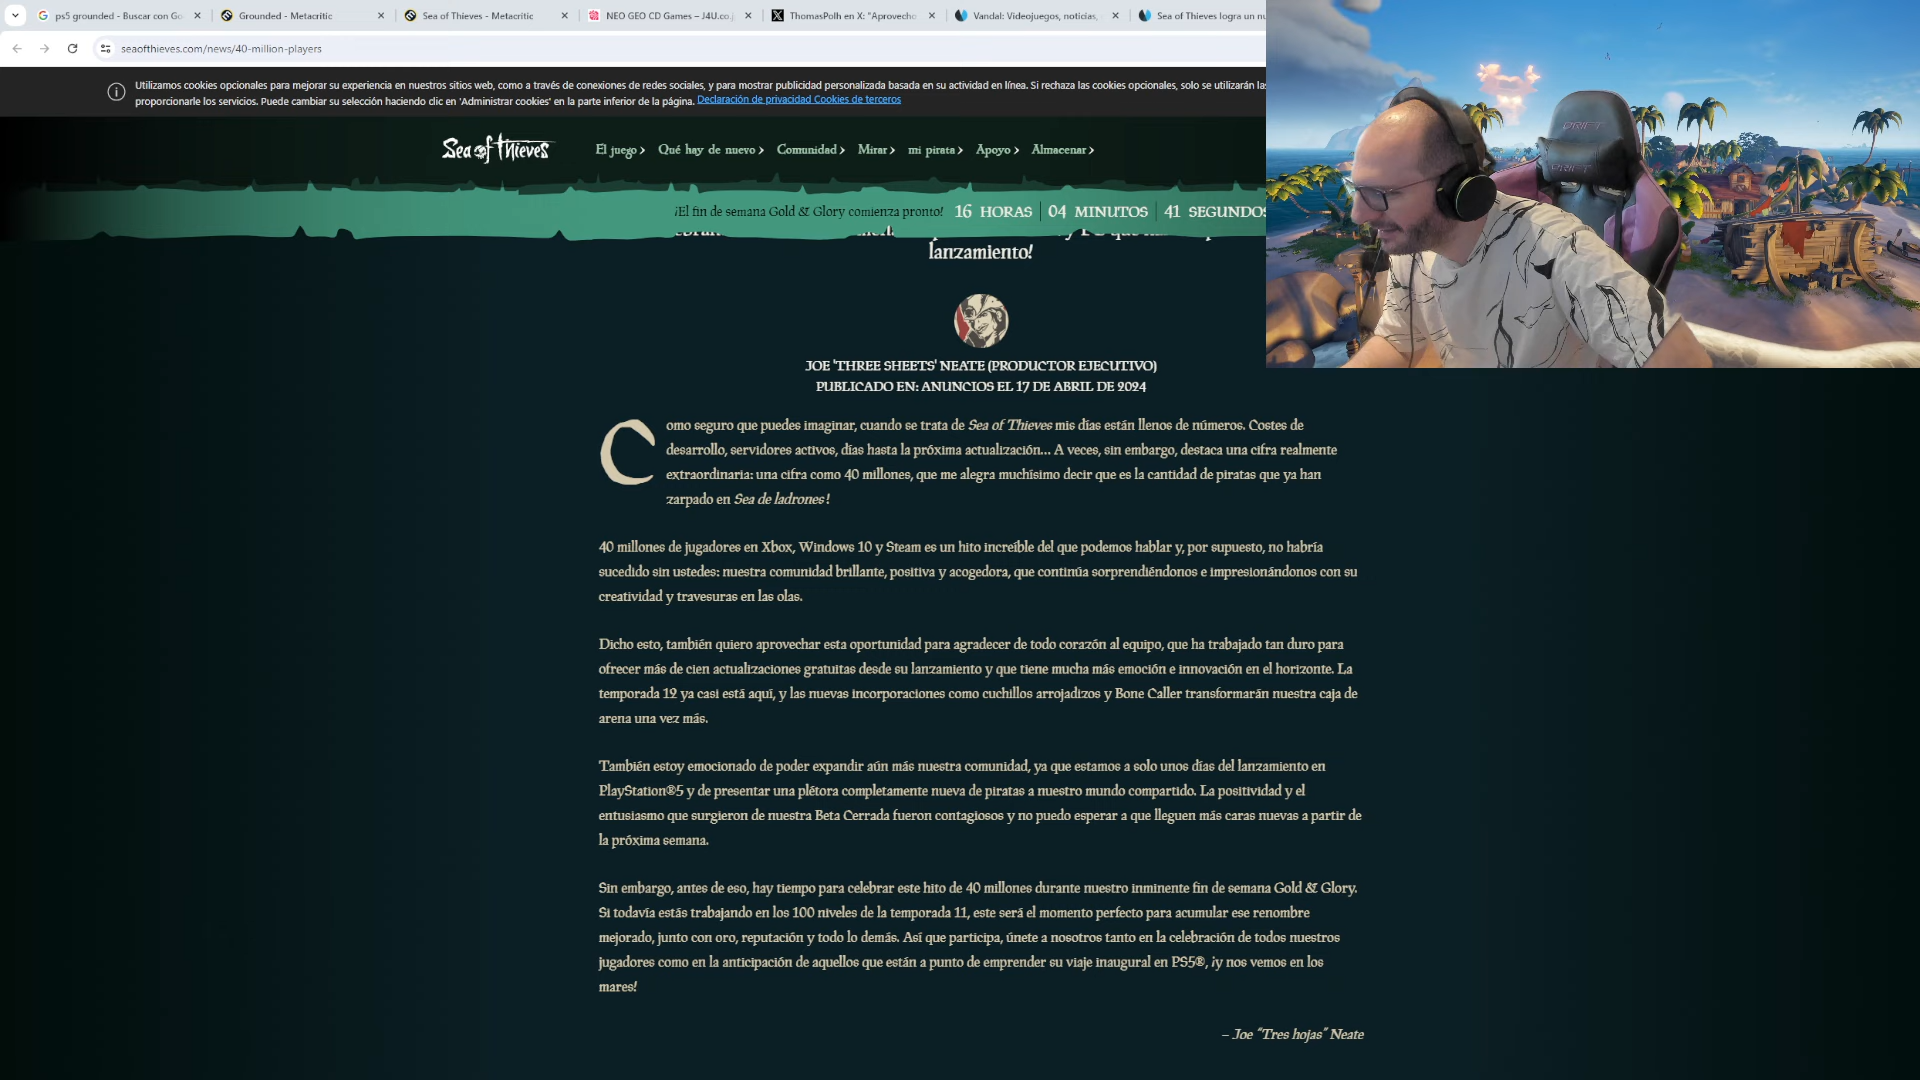 ps5 grounded - Buscar con Go
Grounded - Metacritic
Sea of Thieves - Metacritic
NEO GEO CD Games – J4U.co.j
ThomasPolh en X: "Aprovecho
Vandal: Videojuegos, noticias,
Sea of Thieves logra un nu
seaofthieves.com/news/40-million-players
Utilizamos cookies opcionales para mejorar su experiencia en nuestros sitios web, como a través de conexiones de redes sociales, y para mostrar publicidad personalizada basada en su actividad en línea. Si rechaza las cookies opcionales, solo se utilizarán la
proporcionarle los servicios. Puede cambiar su selección haciendo clic en 'Administrar cookies' en la parte inferior de la página. Declaración de privacidad Cookies de terceros
Sea of Thieves
El juego Qué hay de nuevo Comunidad Mirar mi pirata Apoyo Almacenar
¡El fin de semana Gold & Glory comienza pronto! 16 HORAS 04 MINUTOS 41 SEGUNDOS
lanzamiento!
DRIFT
DRIFT
JOE 'THREE SHEETS' NEATE (PRODUCTOR EJECUTIVO)
PUBLICADO EN: ANUNCIOS EL 17 DE ABRIL DE 2024
Como seguro que puedes imaginar, cuando se trata de Sea of Thieves mis días están llenos de números. Costes de
desarrollo, servidores activos, días hasta la próxima actualización... A veces, sin embargo, destaca una cifra realmente
extraordinaria: una cifra como 40 millones, que me alegra muchísimo decir que es la cantidad de piratas que ya han
zarpado en Sea de ladrones !
40 millones de jugadores en Xbox, Windows 10 y Steam es un hito increíble del que podemos hablar y, por supuesto, no habría
sucedido sin ustedes: nuestra comunidad brillante, positiva y acogedora, que continúa sorprendiéndonos e impresionándonos con su
creatividad y travesuras en las olas.
Dicho esto, también quiero aprovechar esta oportunidad para agradecer de todo corazón al equipo, que ha trabajado tan duro para
ofrecer más de cien actualizaciones gratuitas desde su lanzamiento y que tiene mucha más emoción e innovación en el horizonte. La
temporada 12 ya casi está aquí, y las nuevas incorporaciones como cuchillos arrojadizos y Bone Caller transformarán nuestra caja de
arena una vez más.
También estoy emocionado de poder expandir aún más nuestra comunidad, ya que estamos a solo unos días del lanzamiento en
PlayStation®5 y de presentar una plétora completamente nueva de piratas a nuestro mundo compartido. La positividad y el
entusiasmo que surgieron de nuestra Beta Cerrada fueron contagiosos y no puedo esperar a que lleguen más caras nuevas a partir de
la próxima semana.
Sin embargo, antes de eso, hay tiempo para celebrar este hito de 40 millones durante nuestro inminente fin de semana Gold & Glory.
Si todavía estás trabajando en los 100 niveles de la temporada 11, este será el momento perfecto para acumular ese renombre
mejorado, junto con oro, reputación y todo lo demás. Así que participa, únete a nosotros tanto en la celebración de todos nuestros
jugadores como en la anticipación de aquellos que están a punto de emprender su viaje inaugural en PS5®, ¡y nos vemos en los
mares!
– Joe "Tres hojas" Neate